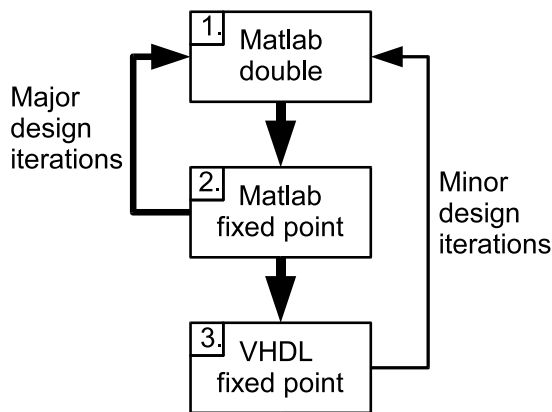 1.
Matlab
double
Major
design
iterations
2.
Matlab
fixed point
Minor
design
iterations
3.
VHDL
fixed point